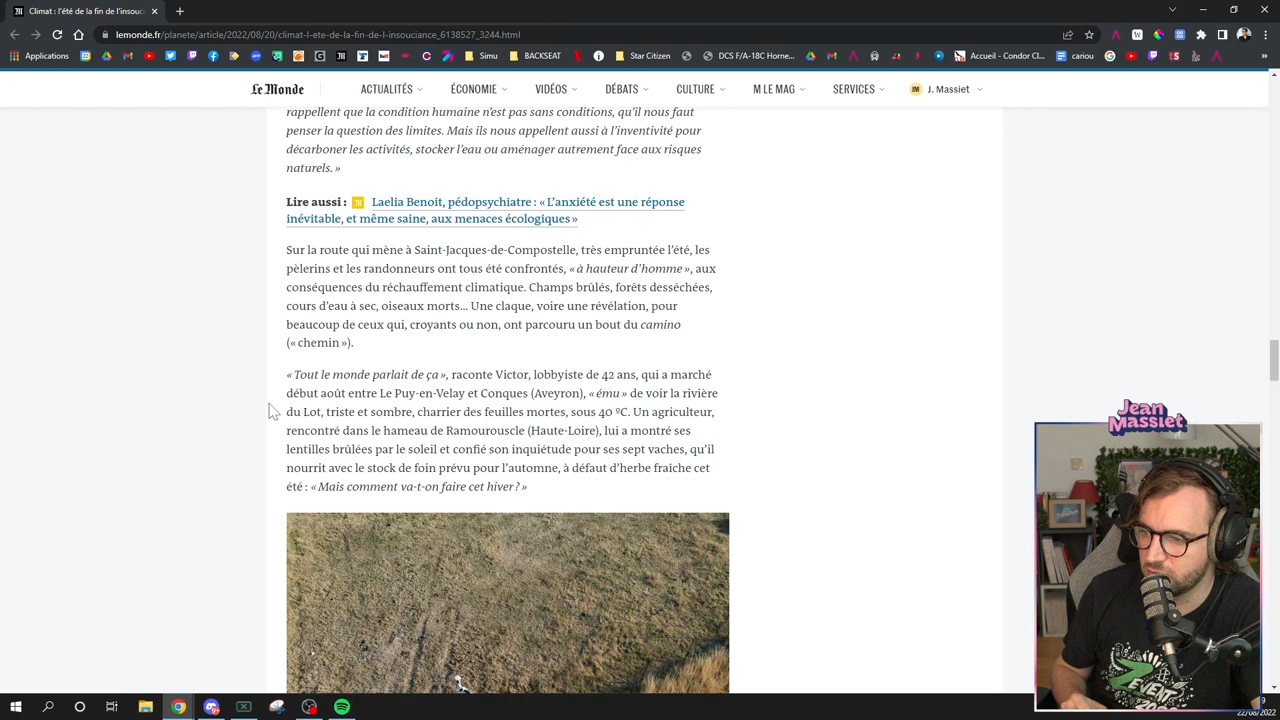 Climat : l'été de la fin de l'insouci
lemonde.fr/planete/article/2022/08/20/climat-l-ete-de-la-fin-de-l-insouciance_6138527_3244.html
Applications
Simu
BACKSEAT
Star Citizen
DCS F/A-18C Horne...
Accueil - Condor Cl...
cariou
Le Monde
ACTUALITÉS
ÉCONOMIE
VIDÉOS
DÉBATS
CULTURE
M LE MAG
SERVICES
JM
J. Massiet
rappellent que la condition humaine n'est pas sans conditions, qu'il nous faut
penser la question des limites. Mais ils nous appellent aussi à l'inventivité pour
décarboner les activités, stocker l'eau ou aménager autrement face aux risques
naturels. »
Lire aussi : Laelia Benoit, pédopsychiatre : « L'anxiété est une réponse
inévitable, et même saine, aux menaces écologiques »
Sur la route qui mène à Saint-Jacques-de-Compostelle, très empruntée l'été, les
pèlerins et les randonneurs ont tous été confrontés, « à hauteur d'homme », aux
conséquences du réchauffement climatique. Champs brûlés, forêts desséchées,
cours d'eau à sec, oiseaux morts... Une claque, voire une révélation, pour
beaucoup de ceux qui, croyants ou non, ont parcouru un bout du camino
(« chemin »).
« Tout le monde parlait de ça », raconte Victor, lobbyiste de 42 ans, qui a marché
début août entre Le Puy-en-Velay et Conques (Aveyron), « ému » de voir la rivière
du Lot, triste et sombre, charrier des feuilles mortes, sous 40 ºC. Un agriculteur,
rencontré dans le hameau de Ramourouscle (Haute-Loire), lui a montré ses
lentilles brûlées par le soleil et confié son inquiétude pour ses sept vaches, qu'il
nourrit avec le stock de foin prévu pour l'automne, à défaut d'herbe fraîche cet
été : « Mais comment va-t-on faire cet hiver ? »
Jean
Massiet
Z EVENT
22/08/2022